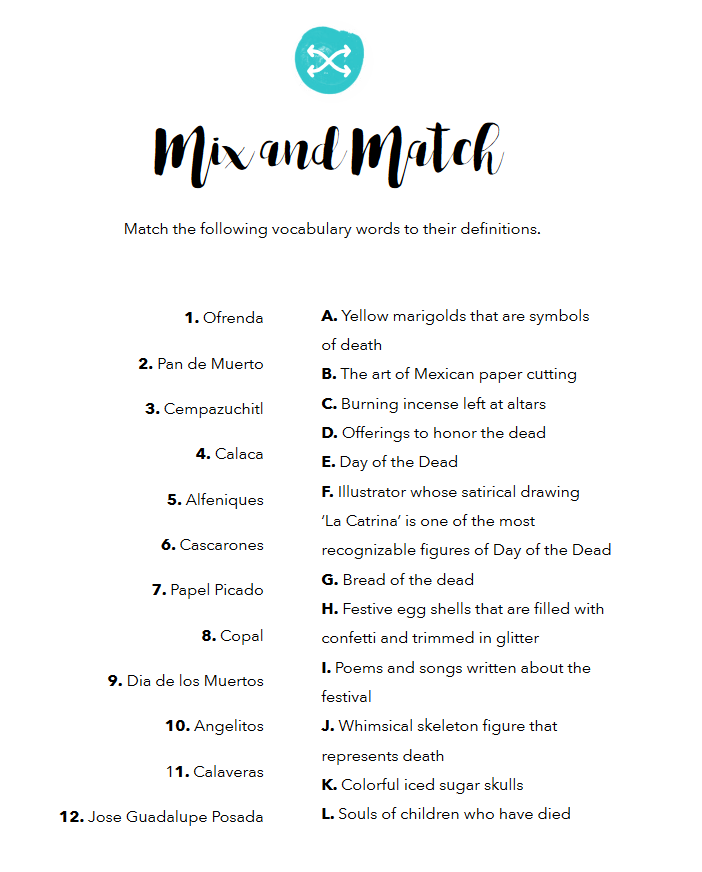 Mix and Match
Match the following vocabulary words to their definitions.
1. Ofrenda
2. Pan de Muerto
3. Cempazuchitl
4. Calaca
5. Alfeniques
6. Cascarones
7. Papel Picado
8. Copal
9. Dia de los Muertos
10. Angelitos
11. Calaveras
12. Jose Guadalupe Posada
A. Yellow marigolds that are symbols
of death
B. The art of Mexican paper cutting
C. Burning incense left at altars
D. Offerings to honor the dead
E. Day of the Dead
F. Illustrator whose satirical drawing
‘La Catrina’ is one of the most
recognizable figures of Day of the Dead
G. Bread of the dead
H. Festive egg shells that are filled with
confetti and trimmed in glitter
I. Poems and songs written about the
festival
J. Whimsical skeleton figure that
represents death
K. Colorful iced sugar skulls
L. Souls of children who have died